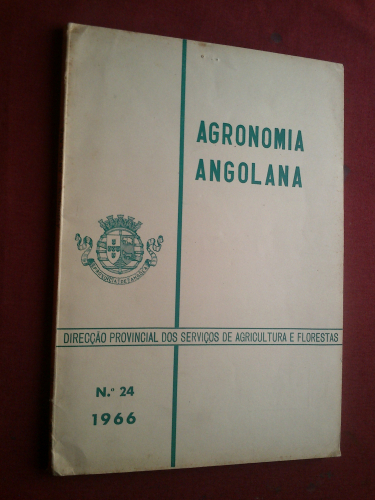 AGRONOMIA
ANGOLANA
DIRECÇÃO PROVINCIAL DOS SERVIÇOS DE AGRICULTURA E FLORESTAS
N.º 24
1966